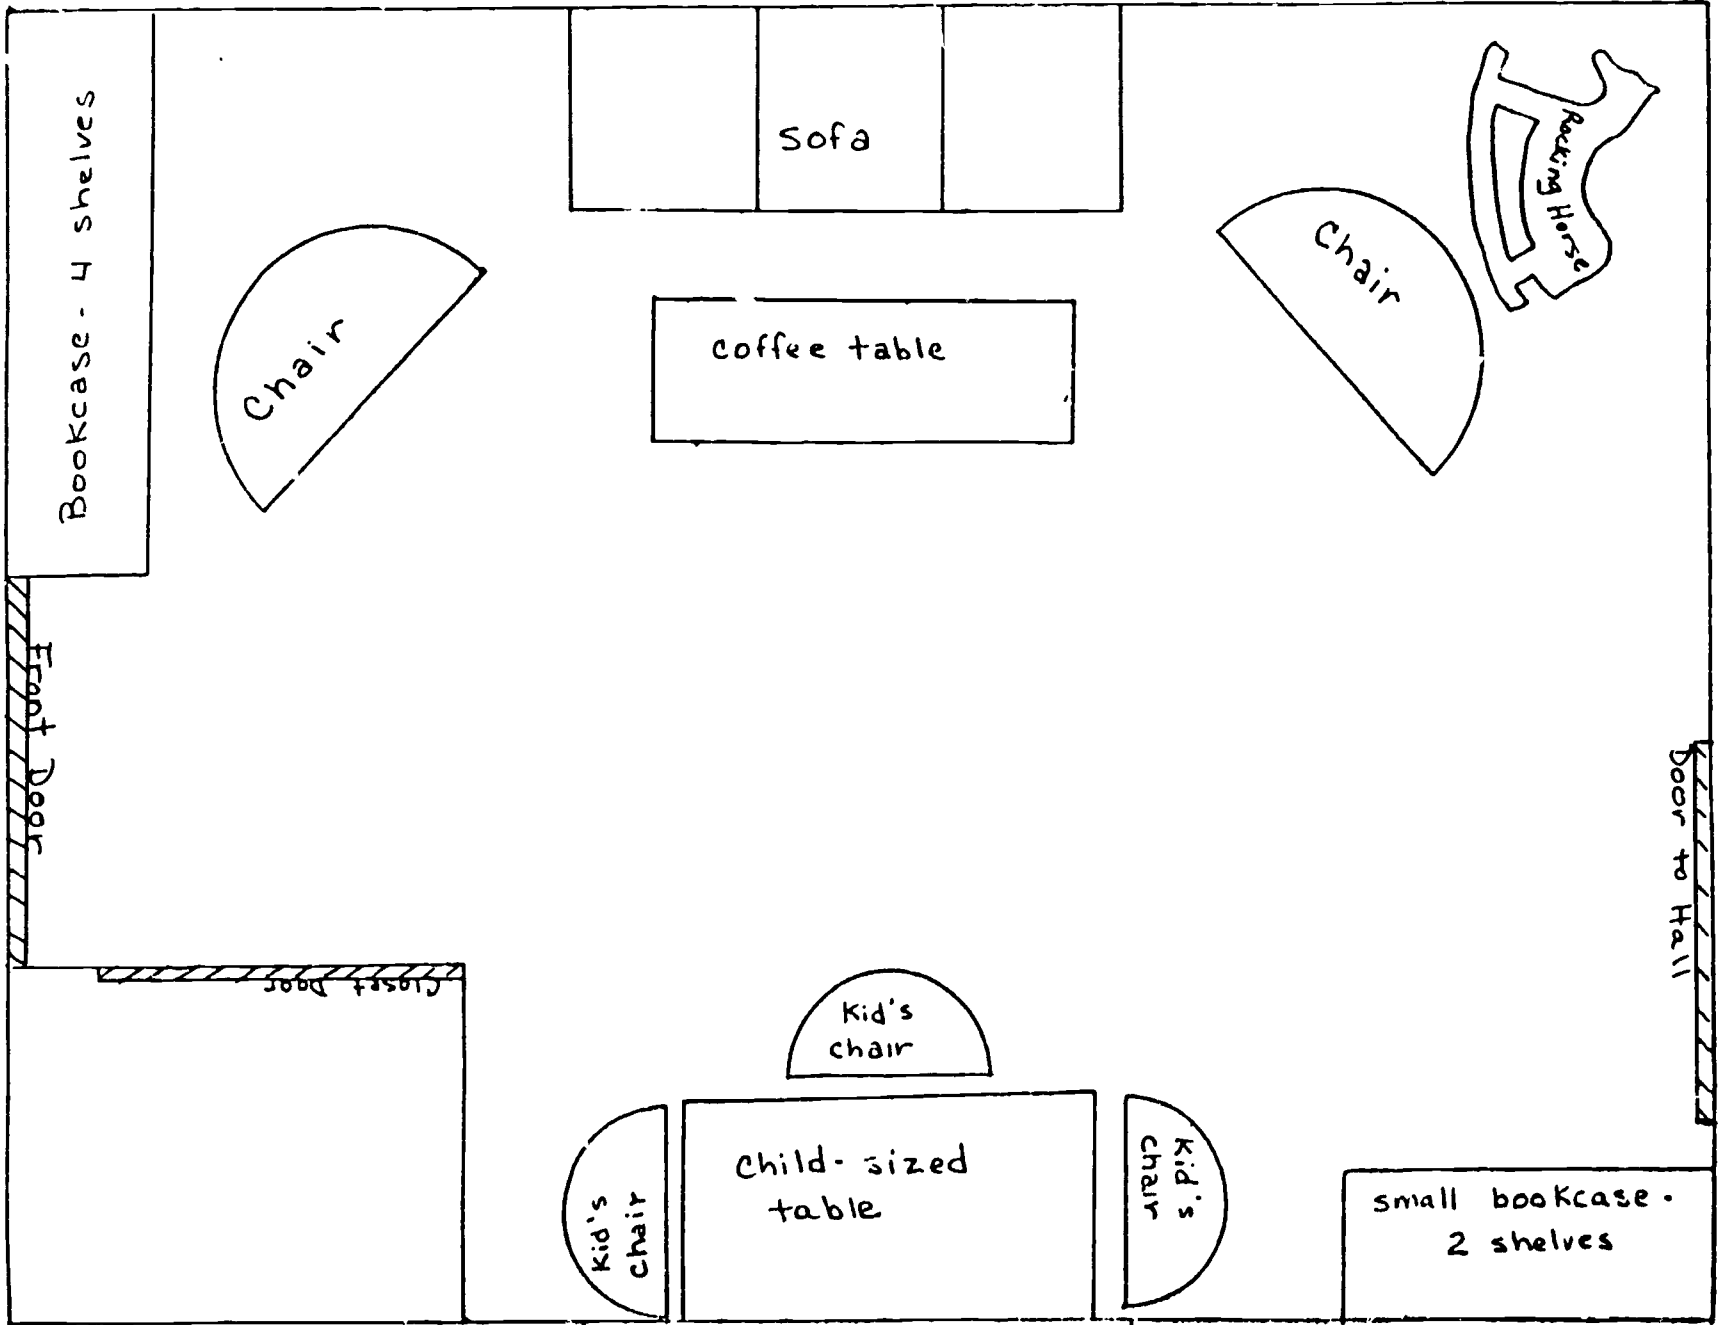 Bookcase - 4 shelves
Sofa
Rocking Horse
Chair
Chair
coffee table
Front Door
Door to Hall
Closet Door
Kid's
chair
Kid's
chair
Child-sized
table
Kid's
chair
small bookcase -
2 shelves